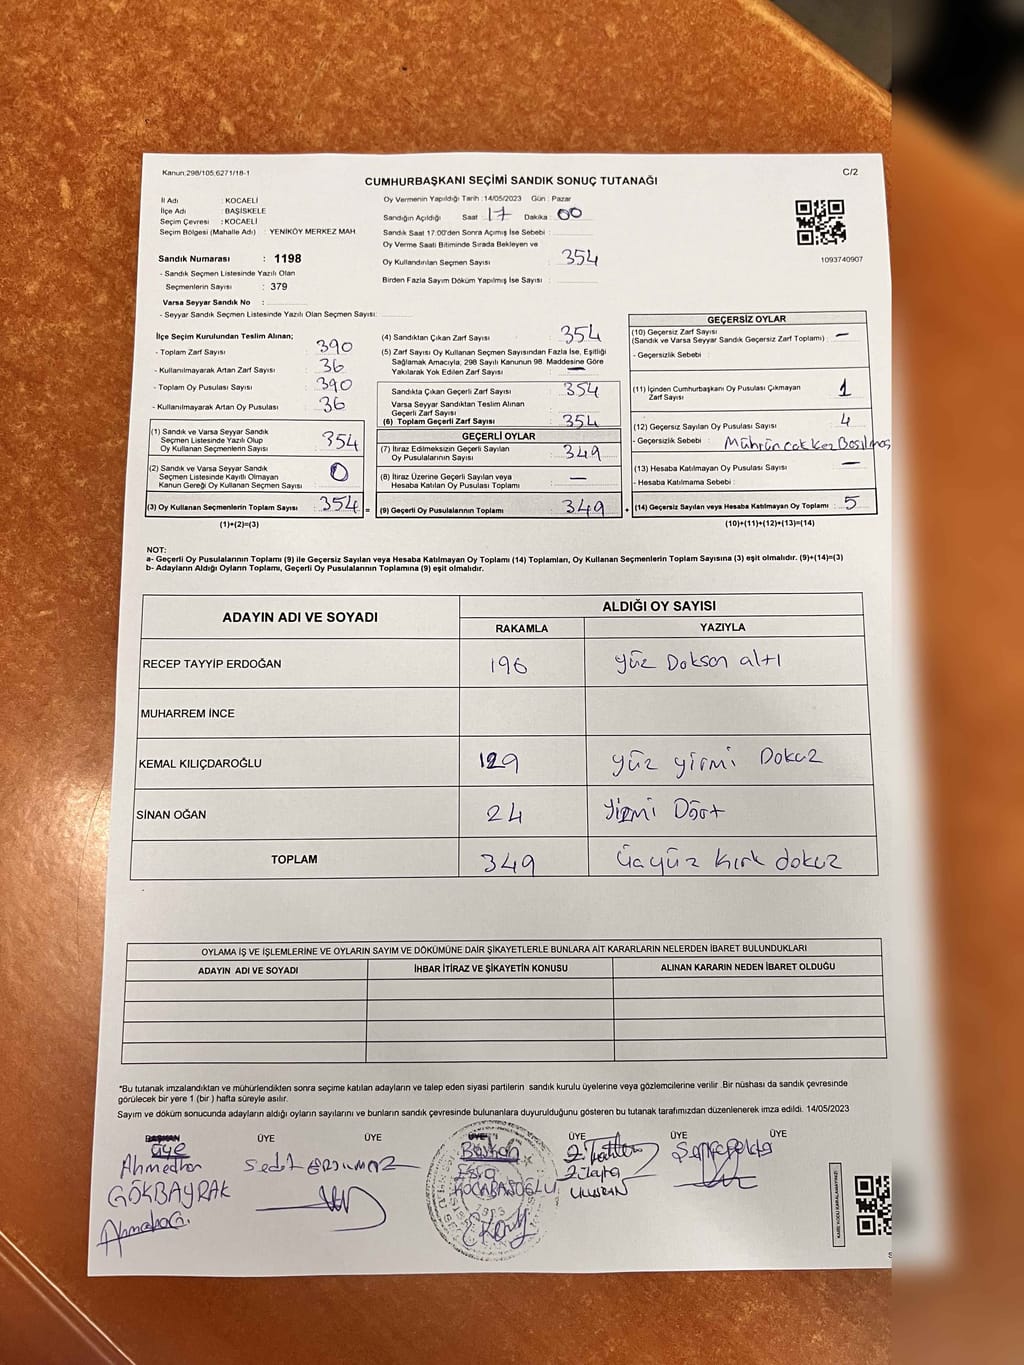 Kanun:298/105,6271/18-1
C/2
CUMHURBAŞKANI SEÇİMİ SANDIK SONUÇ TUTANAĞI
İl Adı : KOCAELİ
İlçe Adı : BAŞİSKELE
Seçim Çevresi : KOCAELİ
Seçim Bölgesi (Mahalle Adı) : YENİKÖY MERKEZ MAH.
Sandık Numarası : 1198
- Sandık Seçmen Listesinde Yazılı Olan
Seçmenlerin Sayısı : 379
Varsa Seyyar Sandık No :
- Seyyar Sandık Seçmen Listesinde Yazılı Olan Seçmen Sayısı:
Oy Vermenin Yapıldığı Tarih :14/05/2023 Gün : Pazar
Sandığın Açıldığı Saat 17 Dakika : 00
Sandık Saat 17:00'den Sonra Açılmış İse Sebebi :
Oy Verme Saati Bitiminde Sırada Bekleyen ve
Oy Kullandırılan Seçmen Sayısı : 354
Birden Fazla Sayım Döküm Yapılmış İse Sayısı :
1093740907
İlçe Seçim Kurulundan Teslim Alınan;
- Toplam Zarf Sayısı : 390
- Kullanılmayarak Artan Zarf Sayısı : 36
- Toplam Oy Pusulası Sayısı : 390
- Kullanılmayarak Artan Oy Pusulası : 36
(1) Sandık ve Varsa Seyyar Sandık
Seçmen Listesinde Yazılı Olup
Oy Kullanan Seçmenlerin Sayısı : 354
(2) Sandık ve Varsa Seyyar Sandık
Seçmen Listesinde Kayıtlı Olmayan
Kanun Gereği Oy Kullanan Seçmen Sayısı : 0
(3) Oy Kullanan Seçmenlerin Toplam Sayısı : 354 =
(1)+(2)=(3)
(4) Sandıktan Çıkan Zarf Sayısı : 354
(5) Zarf Sayısı Oy Kullanan Seçmen Sayısından Fazla İse, Eşitliği
Sağlamak Amacıyla; 298 Sayılı Kanunun 98. Maddesine Göre
Yakılarak Yok Edilen Zarf Sayısı : —
Sandıkta Çıkan Geçerli Zarf Sayısı : 354
Varsa Seyyar Sandıktan Teslim Alınan
Geçerli Zarf Sayısı :
(6) Toplam Geçerli Zarf Sayısı : 354
GEÇERLİ OYLAR
(7) İtiraz Edilmeksizin Geçerli Sayılan
Oy Pusulalarının Sayısı : 349
(8) İtiraz Üzerine Geçerli Sayılan veya
Hesaba Katılan Oy Pusulası Toplamı : —
(9) Geçerli Oy Pusulalarının Toplamı : 349 +
GEÇERSİZ OYLAR
(10) Geçersiz Zarf Sayısı
(Sandık ve Varsa Seyyar Sandık Geçersiz Zarf Toplamı) : —
- Geçersizlik Sebebi :
(11) İçinden Cumhurbaşkanı Oy Pusulası Çıkmayan
Zarf Sayısı : 1
(12) Geçersiz Sayılan Oy Pusulası Sayısı : 4
- Geçersizlik Sebebi :
(13) Hesaba Katılmayan Oy Pusulası Sayısı : —
- Hesaba Katılmama Sebebi :
(14) Geçersiz Sayılan veya Hesaba Katılmayan Oy Toplamı : 5
(10)+(11)+(12)+(13)=(14)
NOT:
a- Geçerli Oy Pusulalarının Toplamı (9) ile Geçersiz Sayılan veya Hesaba Katılmayan Oy Toplamı (14) Toplamları, Oy Kullanan Seçmenlerin Toplam Sayısına (3) eşit olmalıdır. (9)+(14)=(3)
b- Adayların Aldığı Oyların Toplamı, Geçerli Oy Pusulalarının Toplamına (9) eşit olmalıdır.
ADAYIN ADI VE SOYADI ALDIĞI OY SAYISI
RAKAMLA YAZIYLA
RECEP TAYYİP ERDOĞAN 196 Yüz Doksan altı
MUHARREM İNCE
KEMAL KILIÇDAROĞLU 129 Yüz yirmi Dokuz
SİNAN OĞAN 24 Yirmi Dört
TOPLAM 349 Üçyüz kırk dokuz
OYLAMA İŞ VE İŞLEMLERİNE VE OYLARIN SAYIM VE DÖKÜMÜNE DAİR ŞİKAYETLERLE BUNLARA AİT KARARLARIN NELERDEN İBARET BULUNDUKLARI
ADAYIN ADI VE SOYADI İHBAR İTİRAZ VE ŞİKAYETİN KONUSU ALINAN KARARIN NEDEN İBARET OLDUĞU
*Bu tutanak imzalandıktan ve mühürlendikten sonra seçime katılan adayların ve talep eden siyasi partilerin sandık kurulu üyelerine veya gözlemcilerine verilir .Bir nüshası da sandık çevresinde
görülecek bir yere 1 (bir ) hafta süreyle asılır.
Sayım ve döküm sonucunda adayların aldığı oyların sayılarını ve bunların sandık çevresinde bulunanlara duyurulduğunu gösteren bu tutanak tarafımızdan düzenlenerek imza edildi. 14/05/2023
BAŞKAN ÜYE ÜYE ÜYE ÜYE ÜYE ÜYE
Üye Başkan
Ahmethan Sedat Esra
GÖKBAYRAK KOCABAŞOĞLU